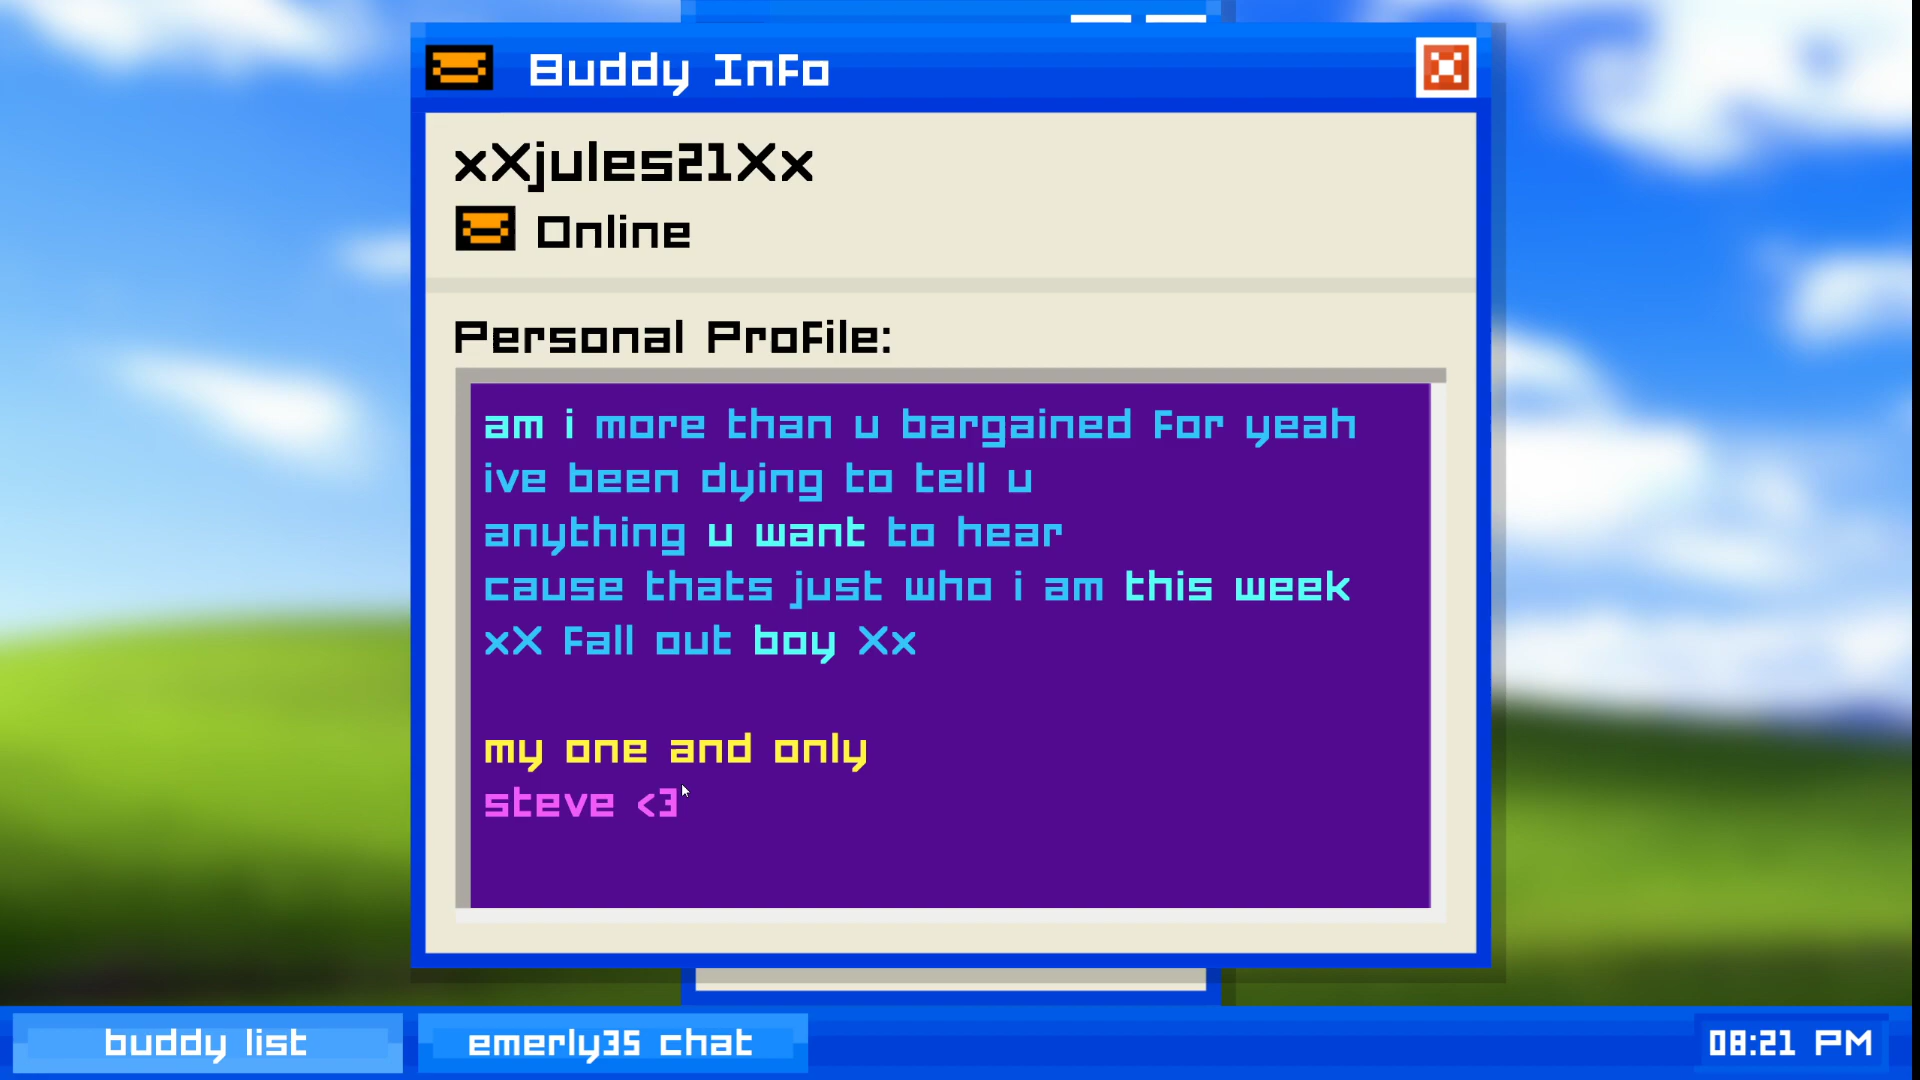 Buddy Info
xXjules21Xx
Online
Personal Profile:
am i more than u bargained for yeah
ive been dying to tell u
anything u want to hear
cause thats just who i am this week
xX fall out boy Xx
my one and only
steve <3
buddy list
emerly35 chat
08:21 PM